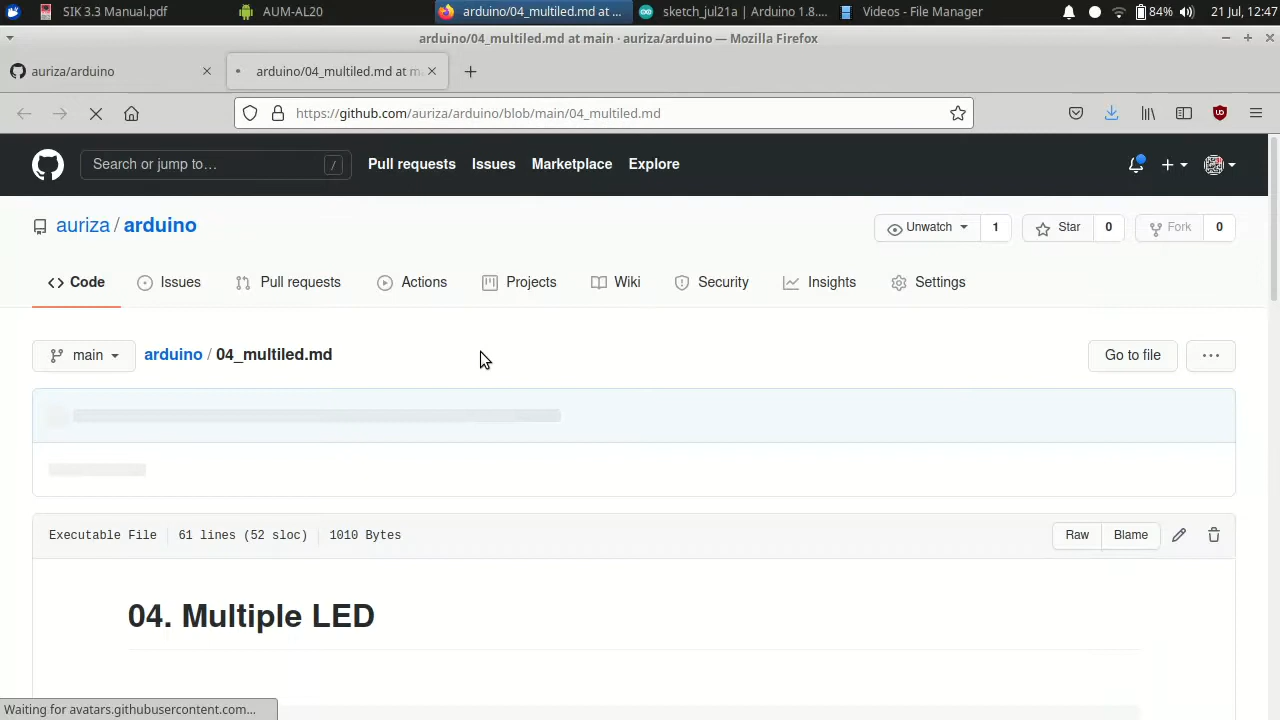 SIK 3.3 Manual.pdf
AUM-AL20
arduino/04_multiled.md at ...
sketch_jul21a | Arduino 1.8....
Videos - File Manager
84%
21 Jul, 12:47
arduino/04_multiled.md at main · auriza/arduino — Mozilla Firefox
auriza/arduino
arduino/04_multiled.md at m
https://github.com/auriza/arduino/blob/main/04_multiled.md
Search or jump to…
/
Pull requests
Issues
Marketplace
Explore
auriza / arduino
Unwatch
1
Star
0
Fork
0
Code
Issues
Pull requests
Actions
Projects
Wiki
Security
Insights
Settings
main
arduino / 04_multiled.md
Go to file
Executable File
61 lines (52 sloc)
1010 Bytes
Raw
Blame
04. Multiple LED
Waiting for avatars.githubusercontent.com...